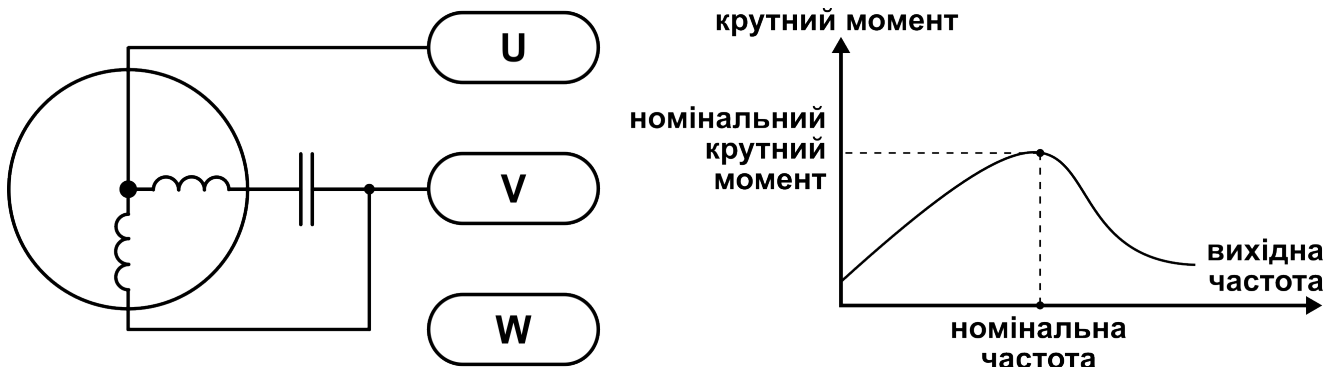 U
V
W
крутний момент
номінальний
крутний
момент
вихідна
частота
номінальна
частота